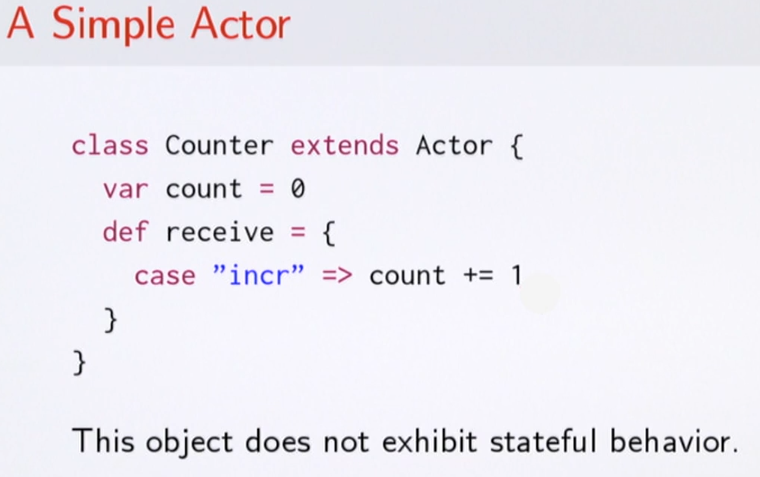 A Simple Actor
class Counter extends Actor {
  var count = 0
  def receive = {
    case ”incr” => count += 1
  }
}
This object does not exhibit stateful behavior.